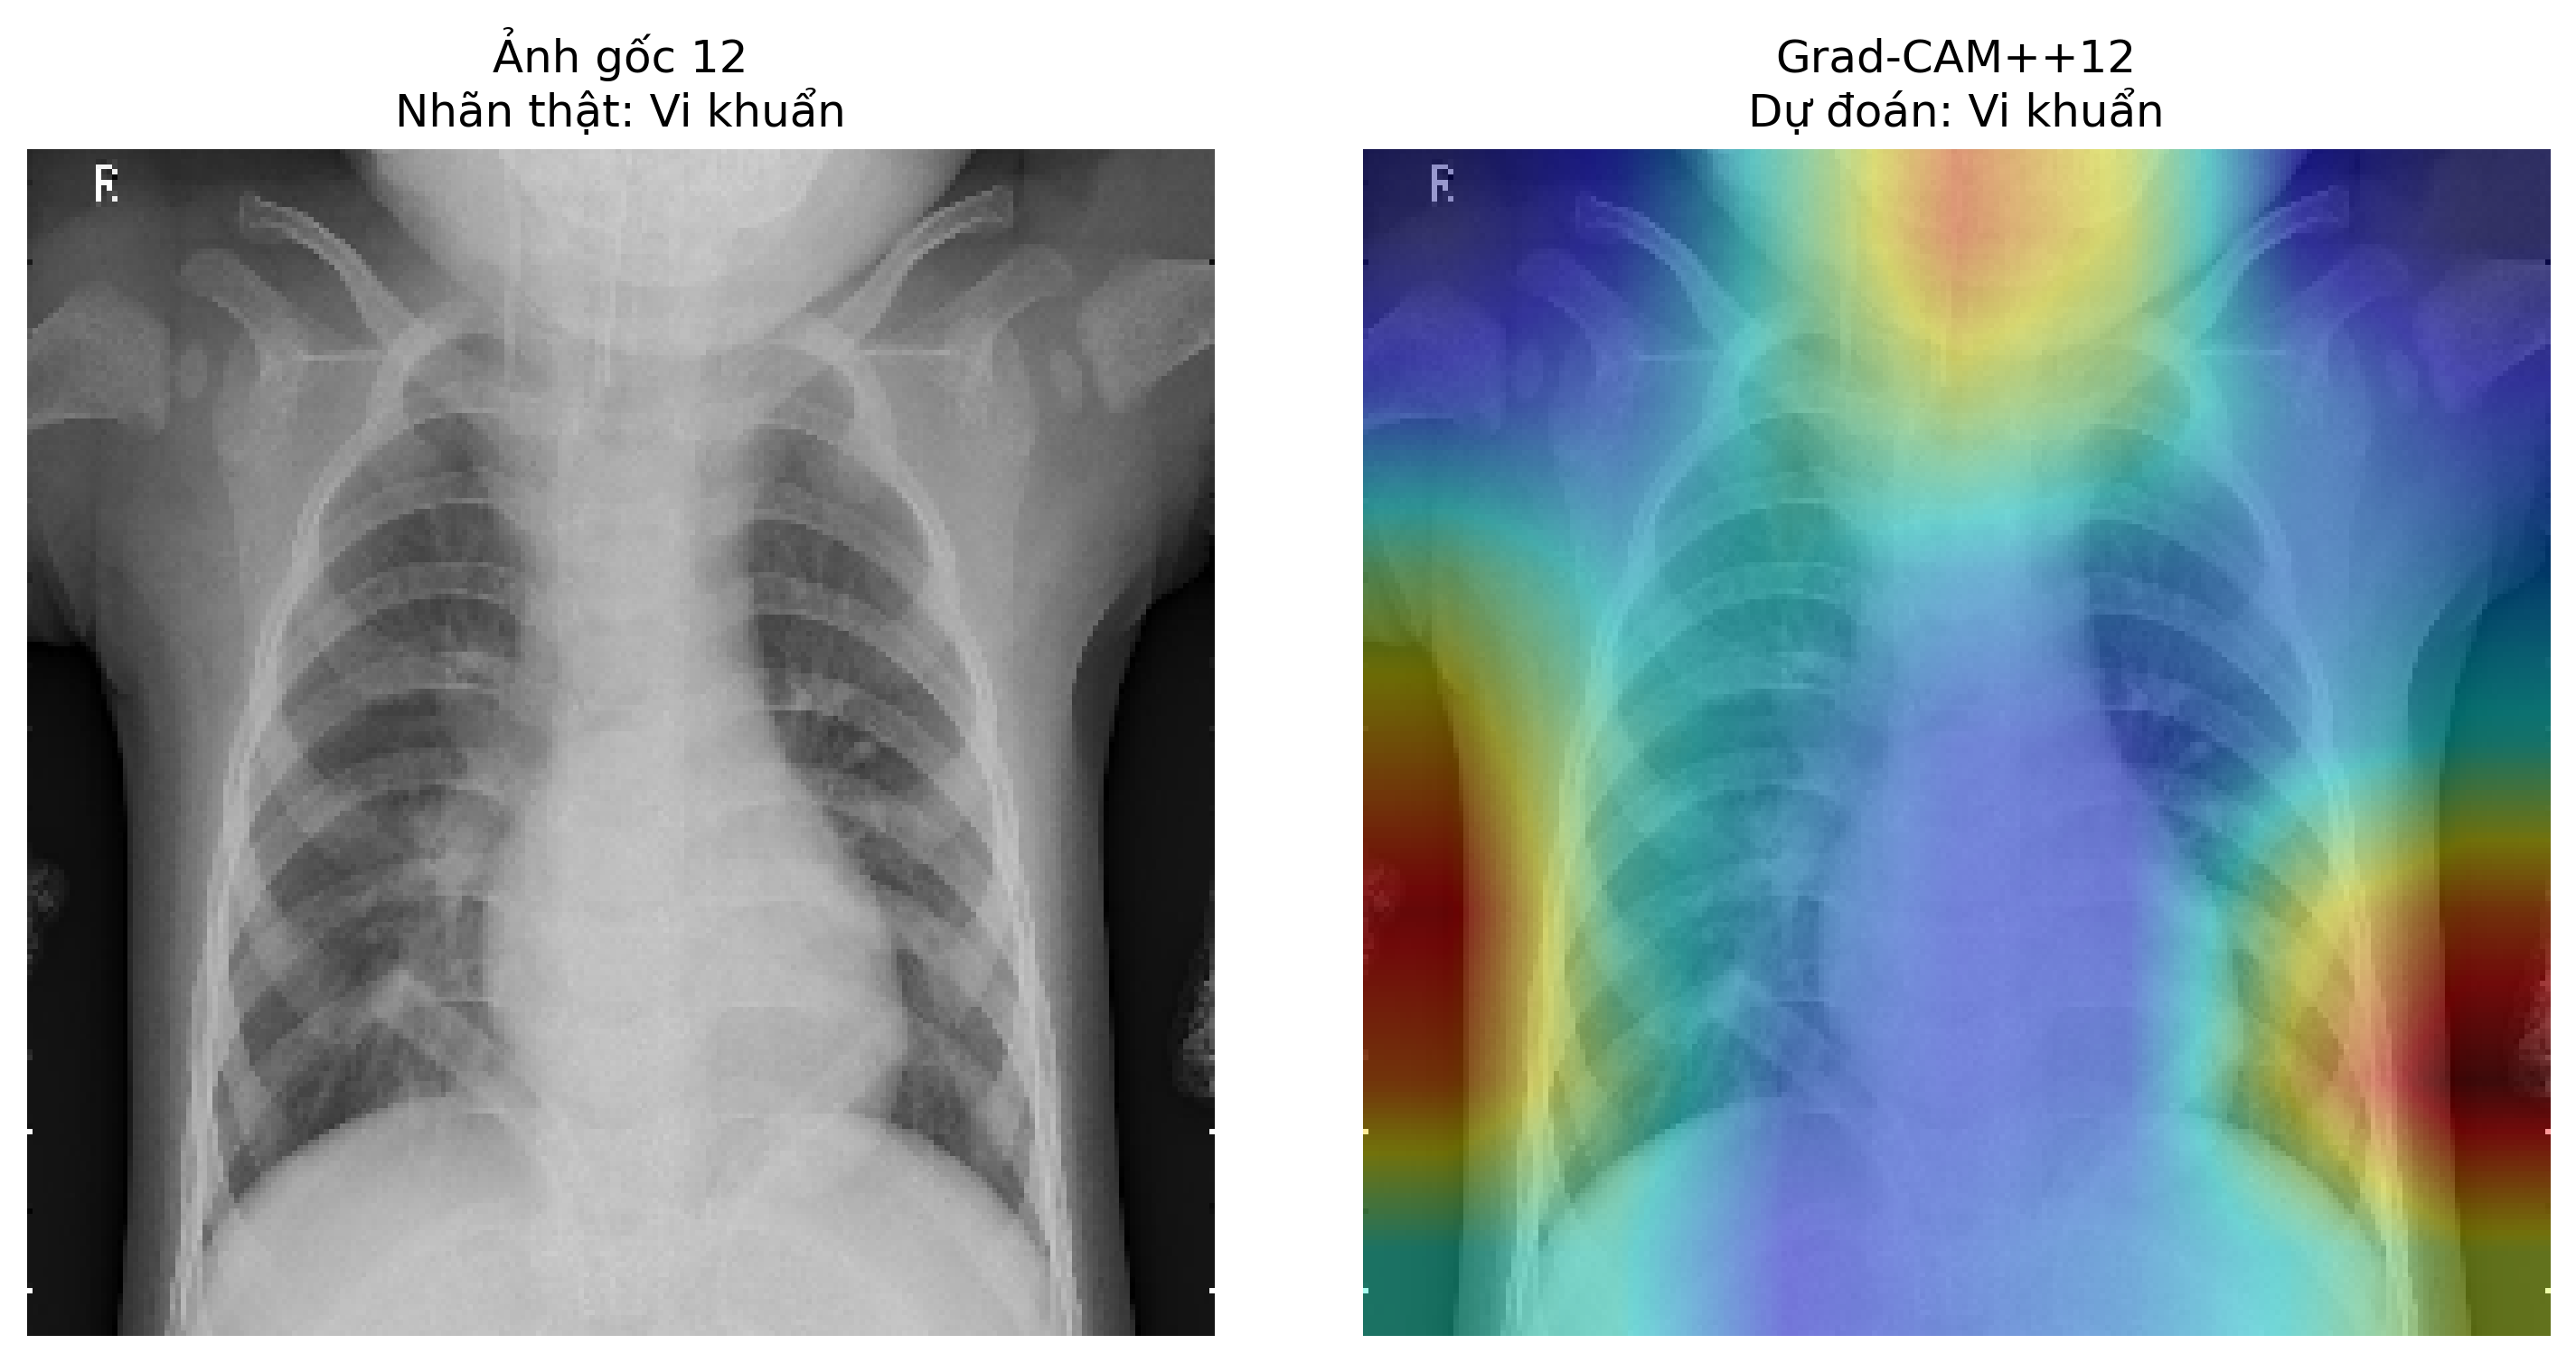 Ảnh gốc 12
Nhãn thật: Vi khuẩn
Grad-CAM++12
Dự đoán: Vi khuẩn
R
R